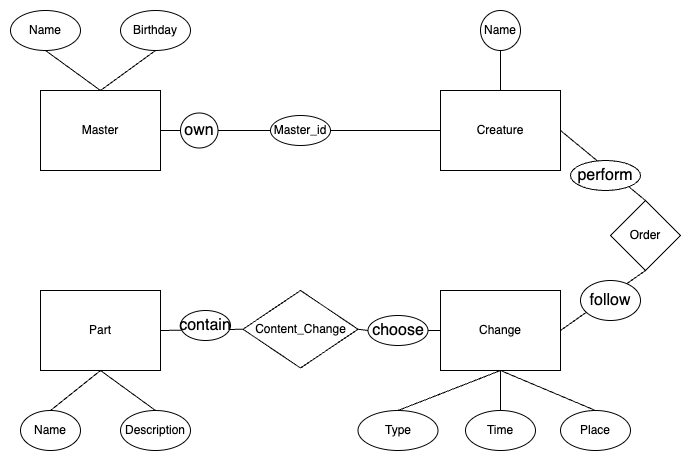 Name
Birthday
Name
Master
own
Master_id
Creature
perform
Order
follow
Part
contain
Content_Change
choose
Change
Name
Description
Type
Time
Place